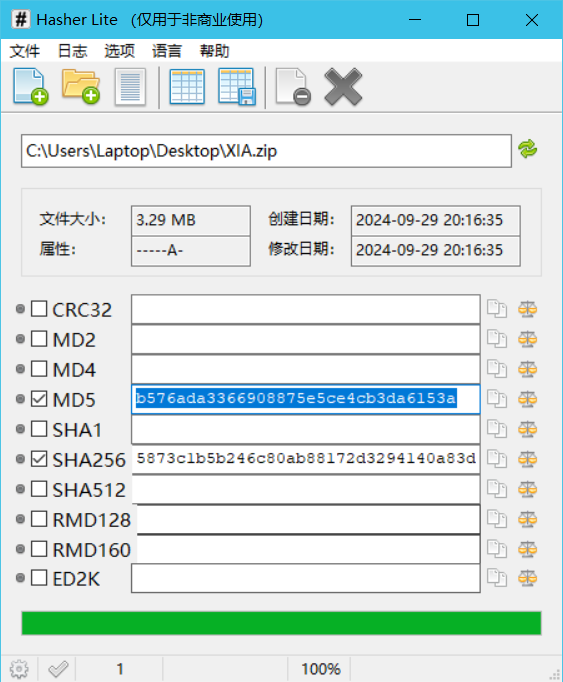 # Hasher Lite （仅用于非商业使用）
文件 日志 选项 语言 帮助
C:\Users\Laptop\Desktop\XIA.zip
文件大小： 3.29 MB 创建日期： 2024-09-29 20:16:35
属性： -----A- 修改日期： 2024-09-29 20:16:35
CRC32
MD2
MD4
MD5 b576ada3366908875e5ce4cb3da6153a
SHA1
SHA256 5873c1b5b246c80ab88172d3294140a83d
SHA512
RMD128
RMD160
ED2K
1 100%